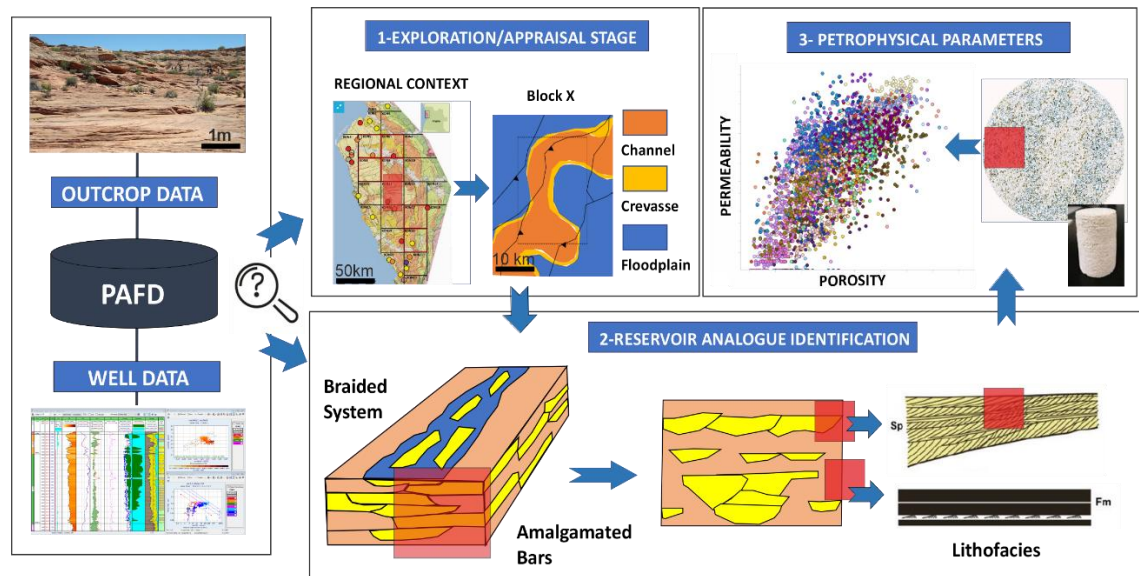 1m
OUTCROP DATA
PAFD
?
WELL DATA
1-EXPLORATION/APPRAISAL STAGE
REGIONAL CONTEXT
50km
Block X
10 km
Channel
Crevasse
Floodplain
3- PETROPHYSICAL PARAMETERS
PERMEABILITY
POROSITY
2-RESERVOIR ANALOGUE IDENTIFICATION
Braided
System
Amalgamated
Bars
Sp
Fm
Lithofacies